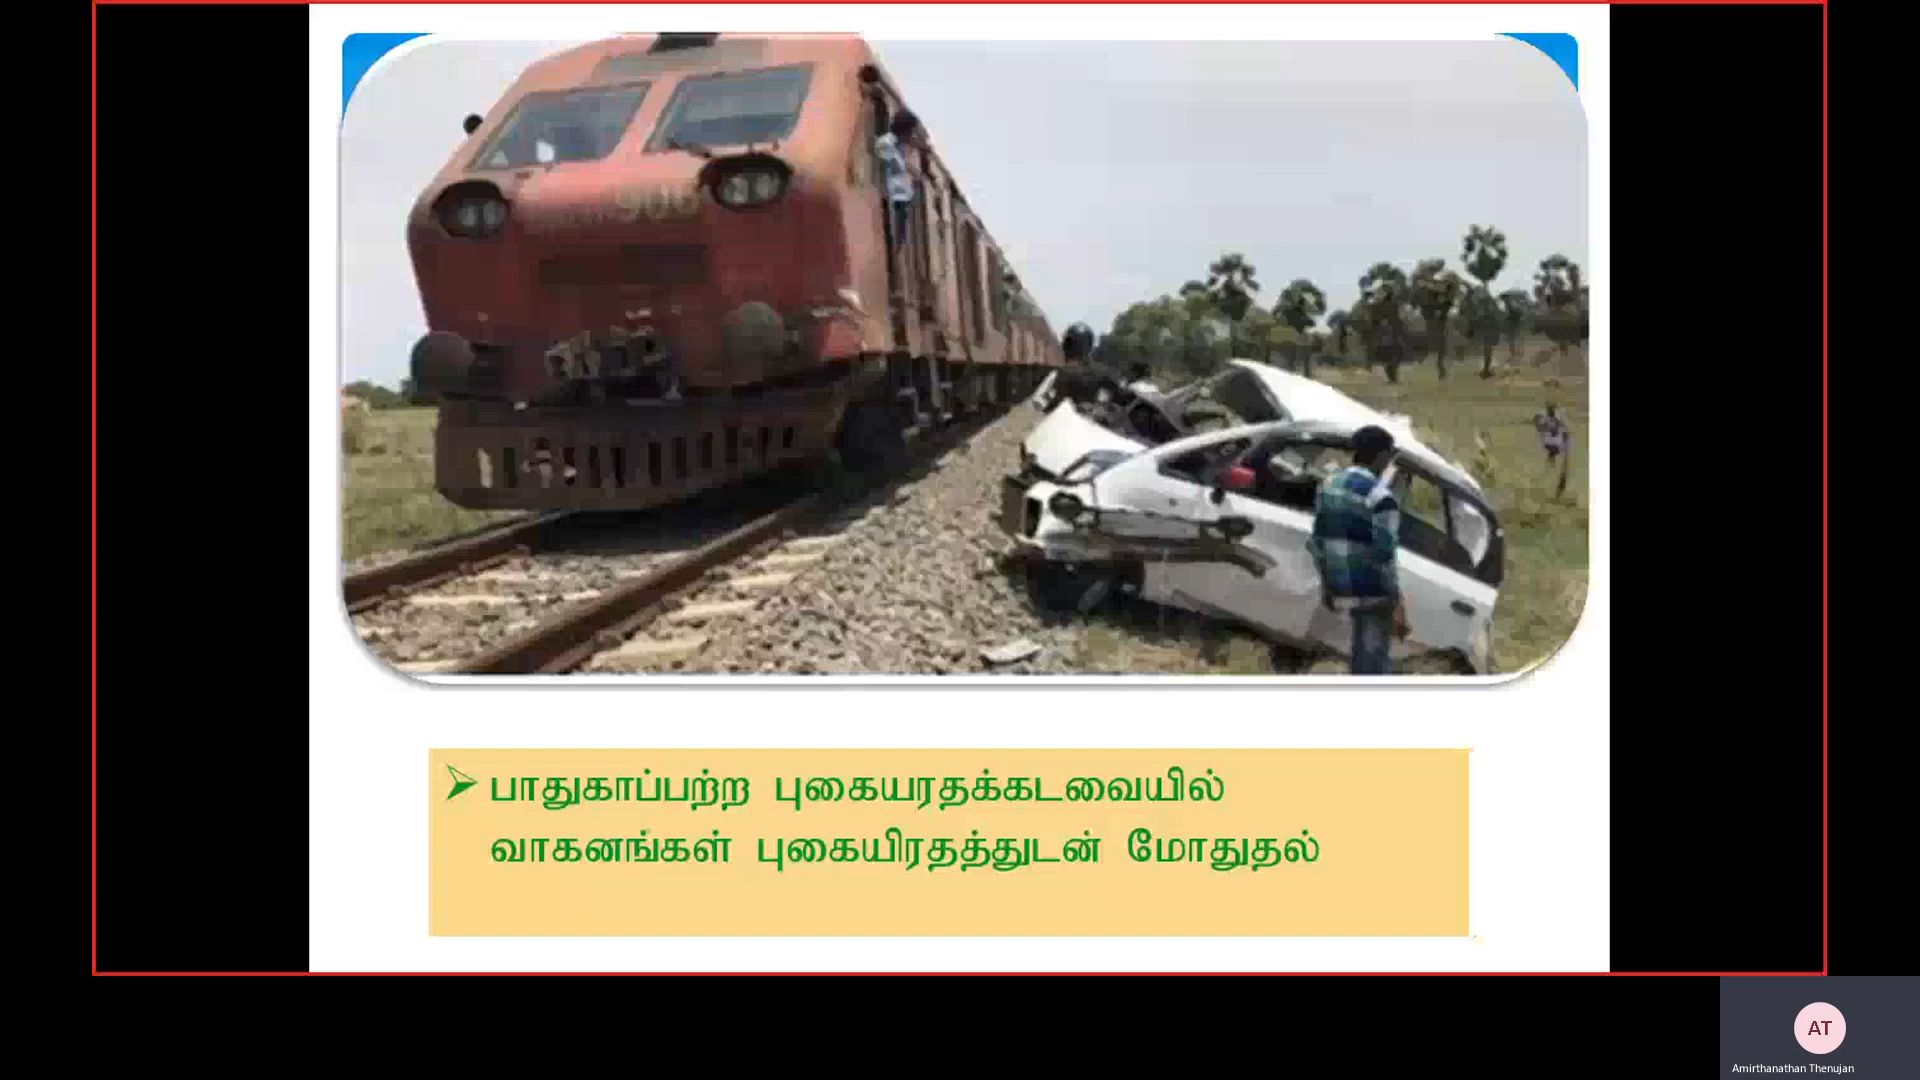 ➢ பாதுகாப்பற்ற புகையரதக்கடவையில்
வாகனங்கள் புகையிரதத்துடன் மோதுதல்
AT
Amirthanathan Thenujan